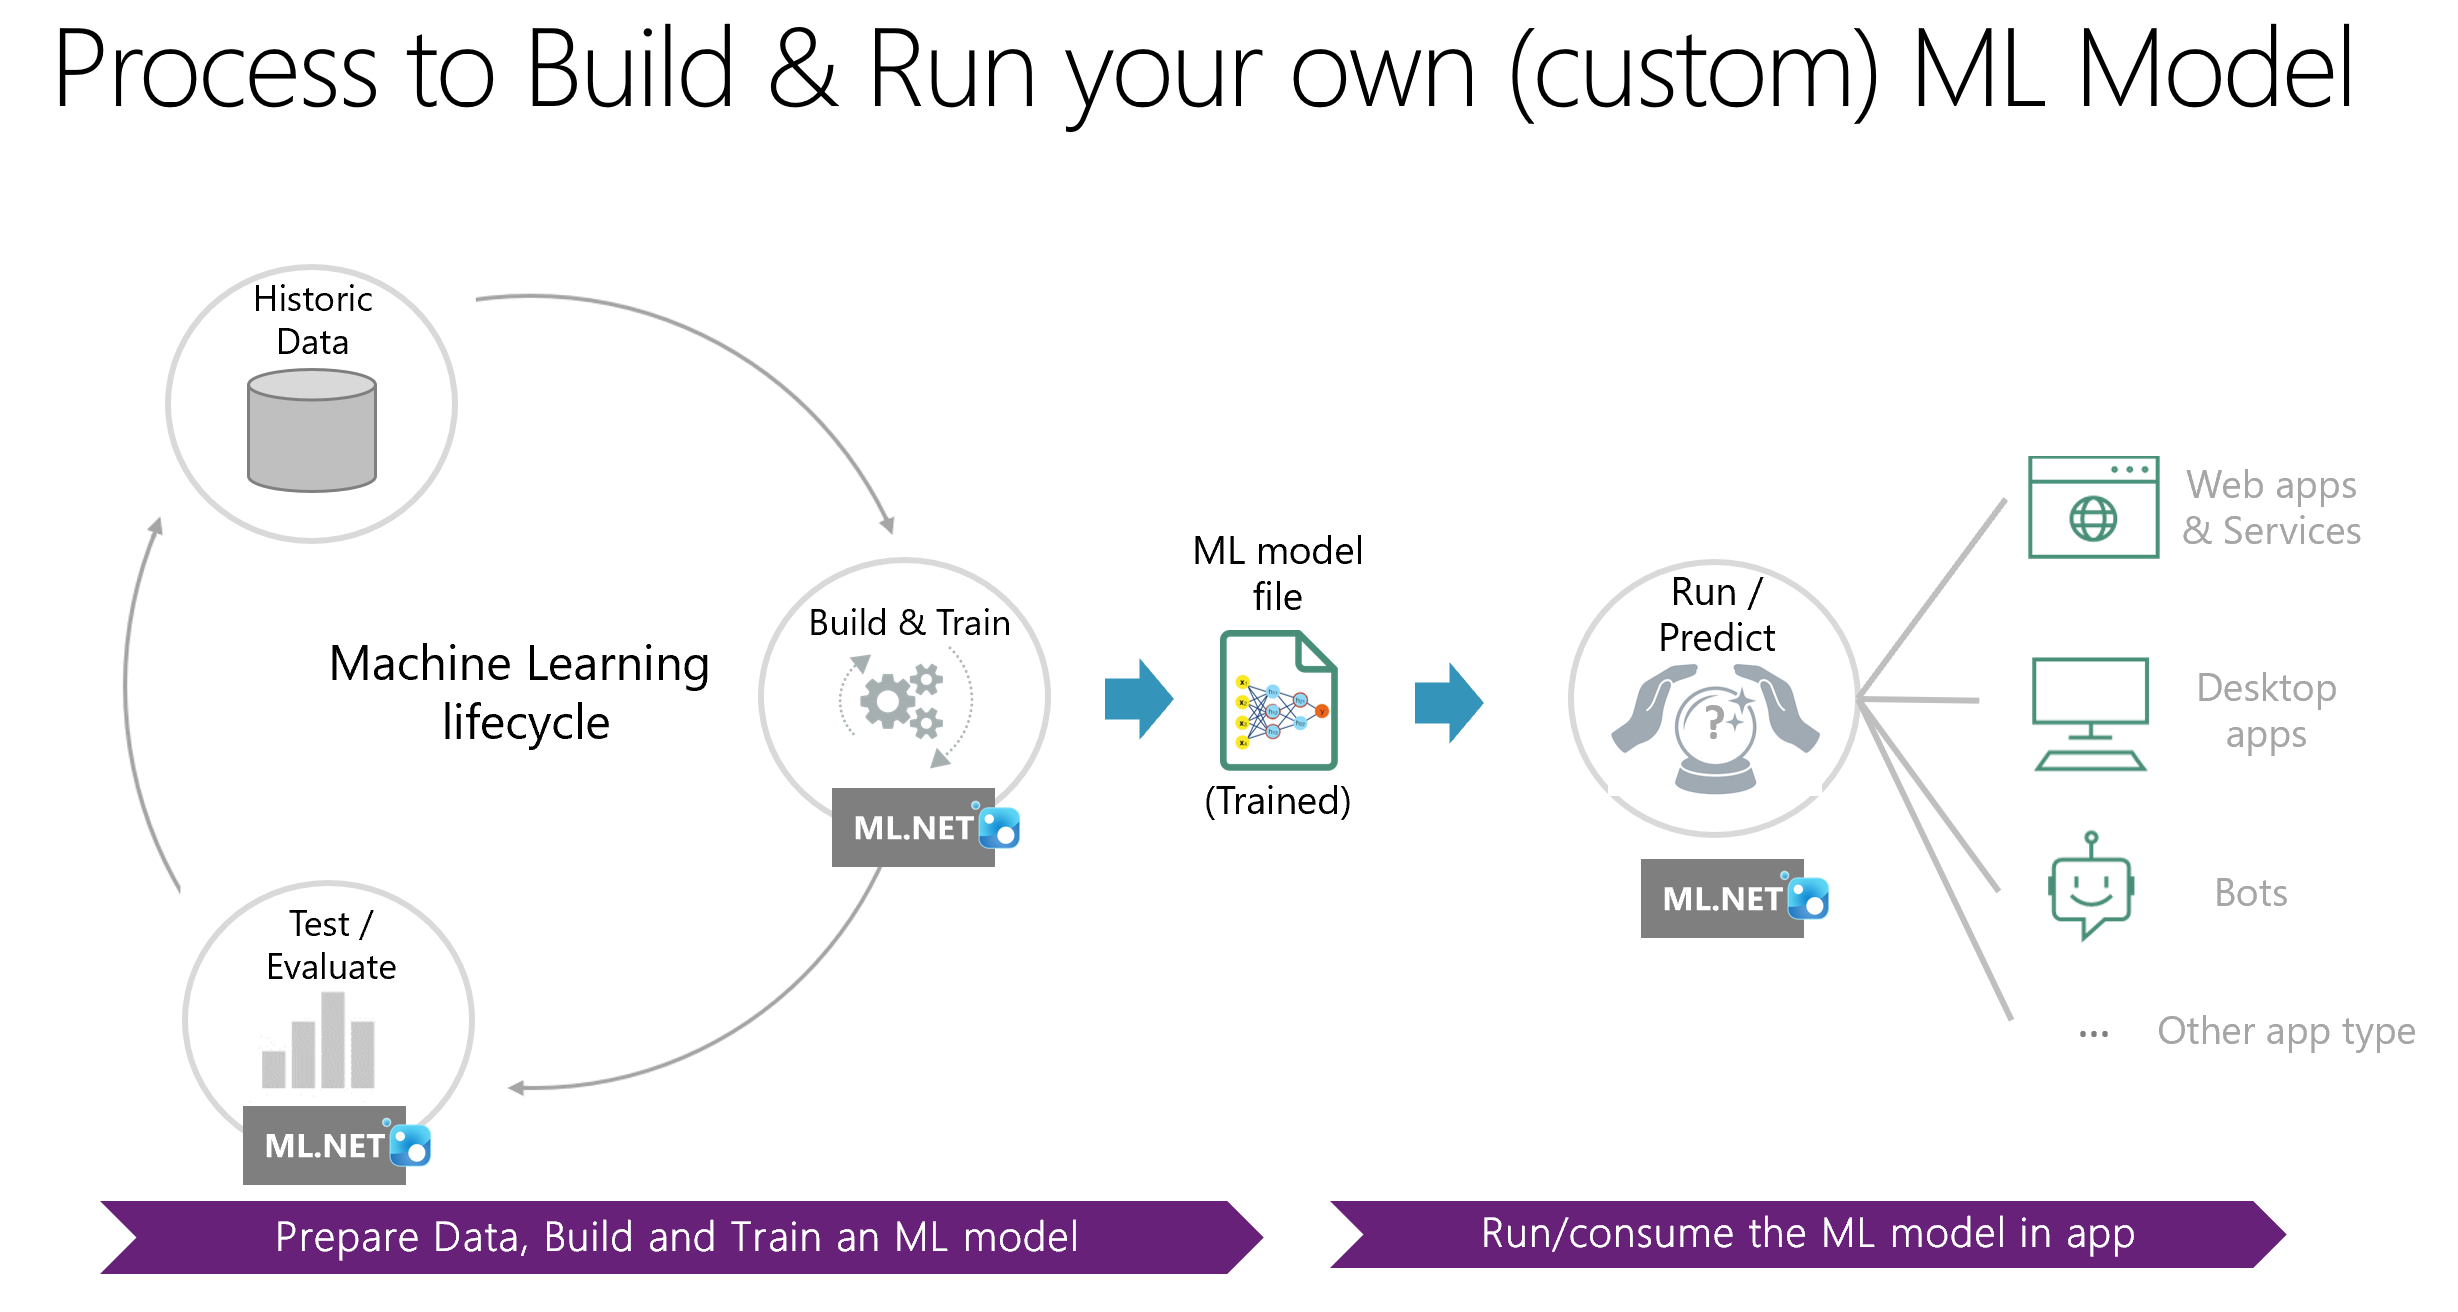 Process to Build & Run your own (custom) ML Model
Historic
Data
Machine Learning
lifecycle
Build & Train
ML.NET
Test /
Evaluate
ML.NET
ML model
file
(Trained)
Run /
Predict
?
ML.NET
Web apps
& Services
Desktop
apps
Bots
... Other app type
Prepare Data, Build and Train an ML model
Run/consume the ML model in app